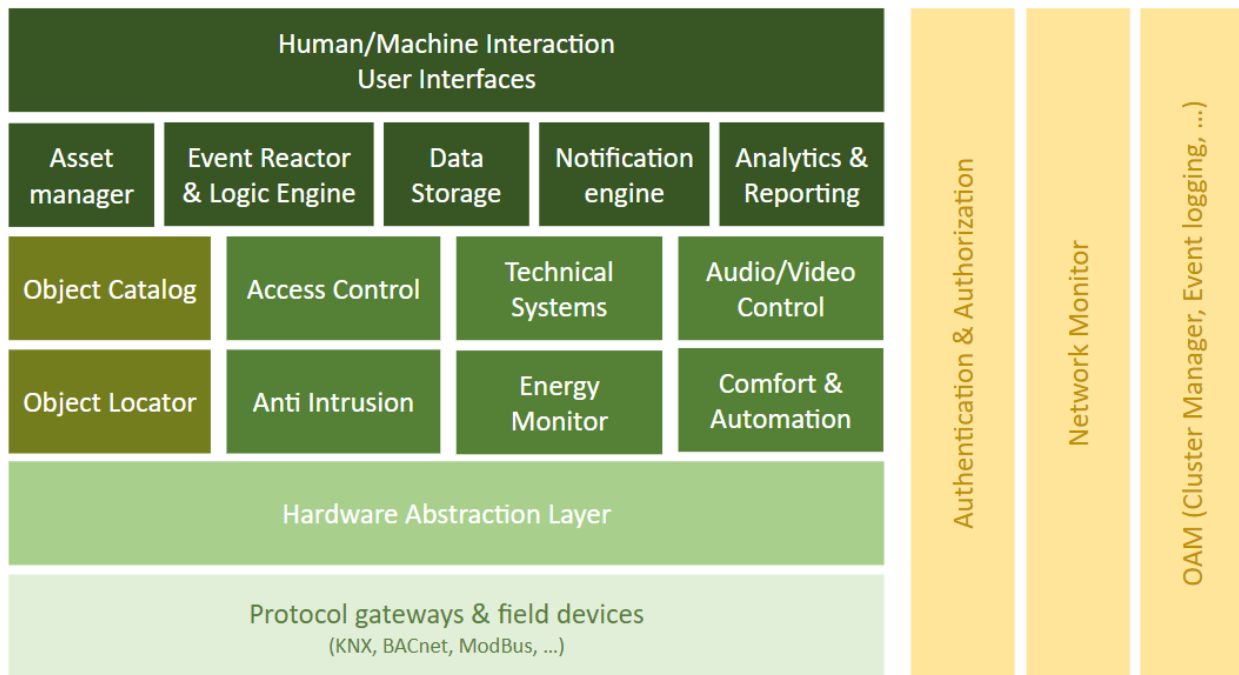 Human/Machine Interaction
User Interfaces
Asset
manager
Event Reactor
& Logic Engine
Data
Storage
Notification
engine
Analytics &
Reporting
Object Catalog
Access Control
Technical
Systems
Audio/Video
Control
Object Locator
Anti Intrusion
Energy
Monitor
Comfort &
Automation
Hardware Abstraction Layer
Protocol gateways & field devices
(KNX, BACnet, ModBus, ...)
Authentication & Authorization
Network Monitor
OAM (Cluster Manager, Event logging, ...)